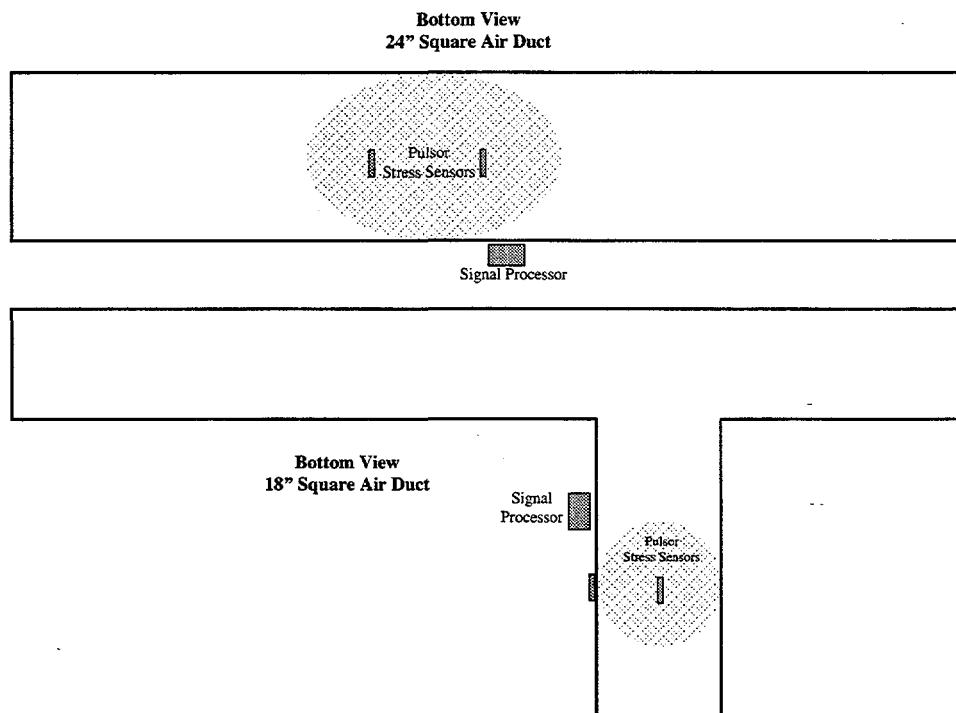 Bottom View
24” Square Air Duct
Pulsor
Stress Sensors
Signal Processor
Bottom View
18” Square Air Duct
Signal
Processor
Pulsor
Stress Sensors